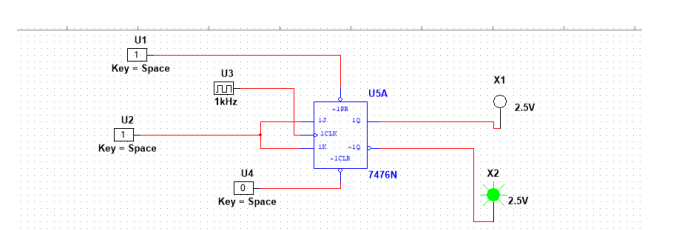 U1
1
Key = Space
U3
1kHz
U2
1
Key = Space
U4
0
Key = Space
U5A
~1PR
1J
1Q
1CLK
1K
~1Q
~1CLR
7476N
X1
2.5V
X2
2.5V